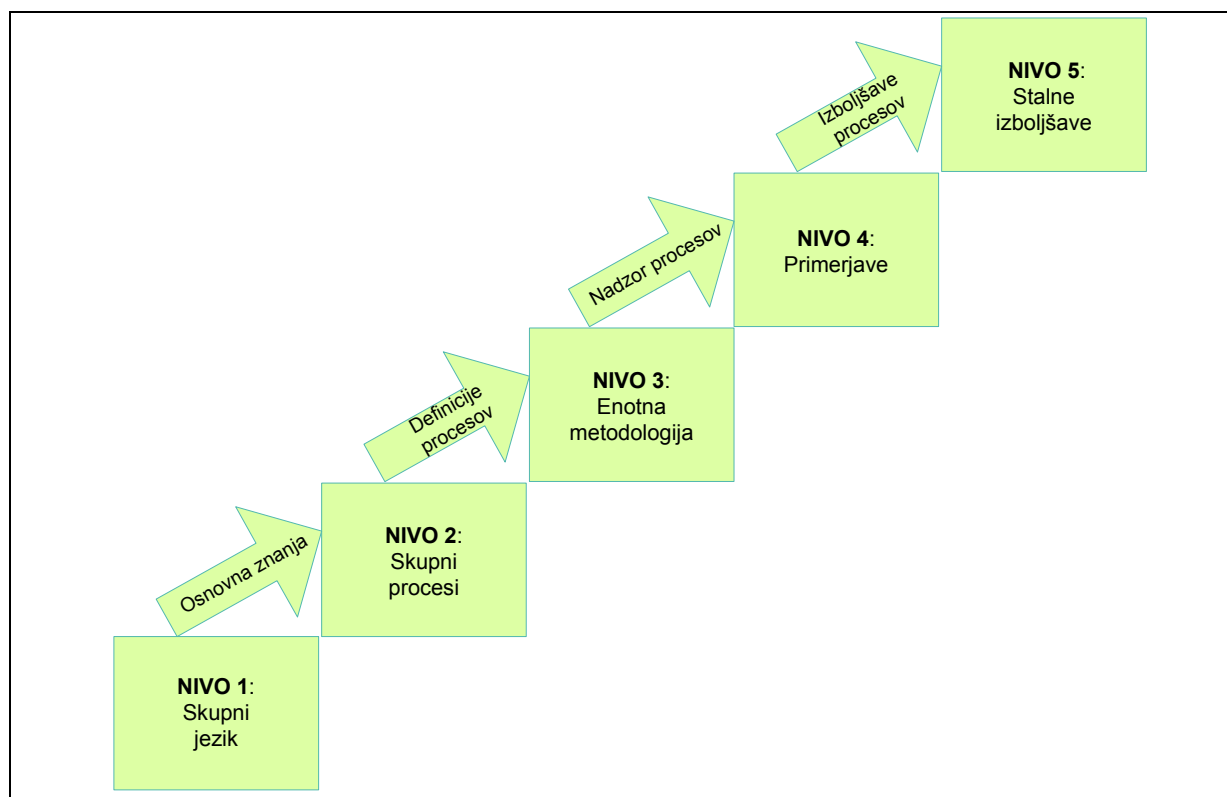 NIVO 5:
Stalne
izboljšave
Izboljšave
procesov
NIVO 4:
Primerjave
Nadzor procesov
NIVO 3:
Enotna
metodologija
Definicije
procesov
NIVO 2:
Skupni
procesi
Osnovna znanja
NIVO 1:
Skupni
jezik